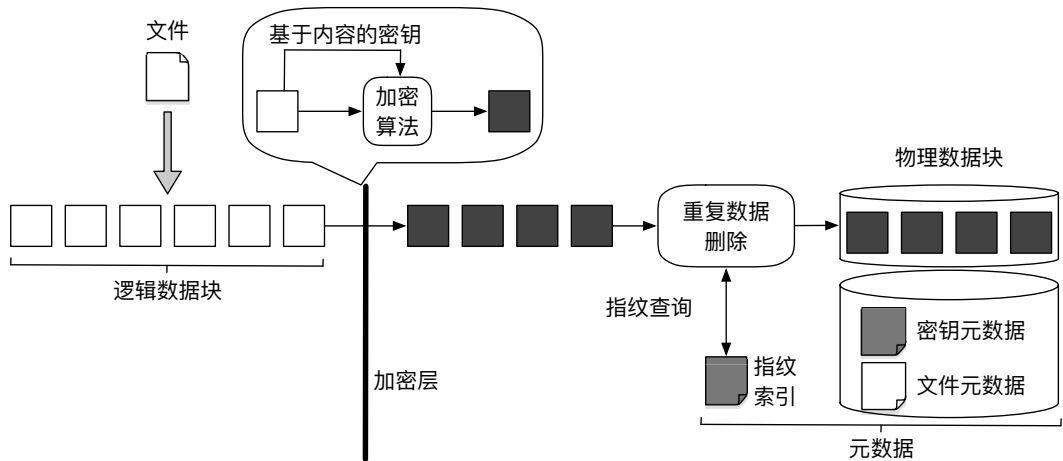 文件
基于内容的密钥
加密
算法
物理数据块
重复数据
删除
逻辑数据块
指纹查询
加密层
指纹
索引
密钥元数据
文件元数据
元数据